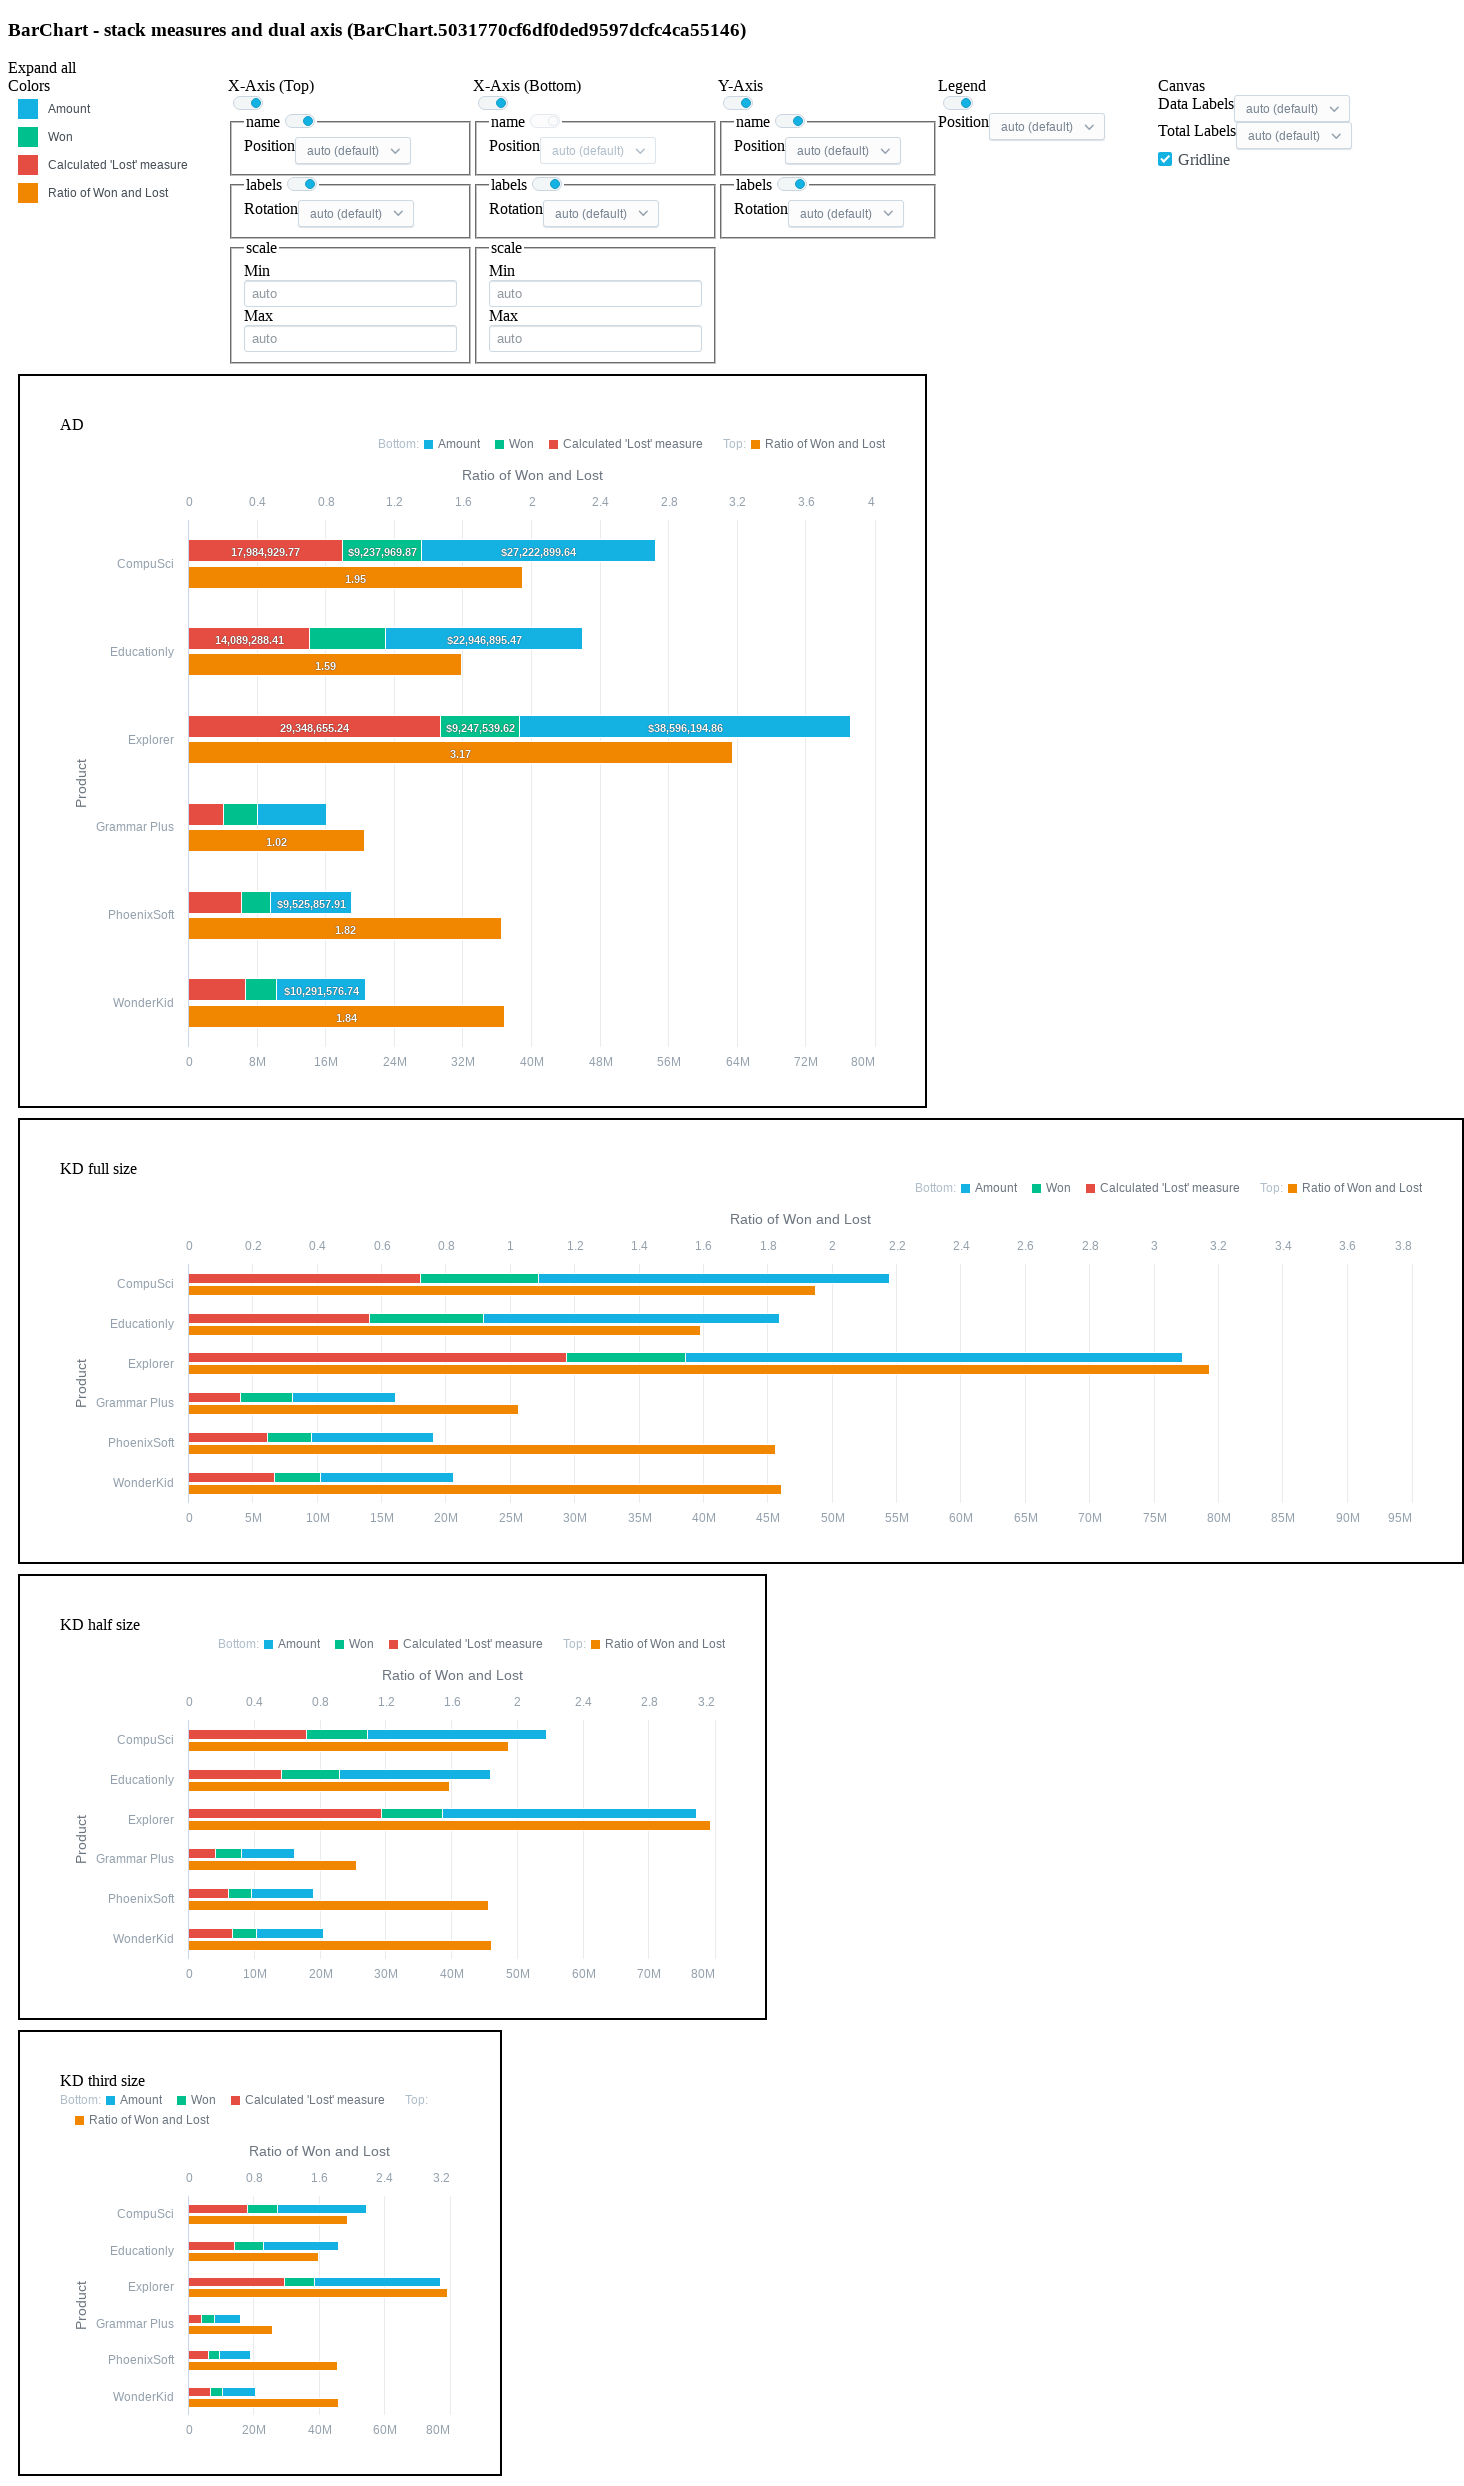 BarChart - stack measures and dual axis (BarChart.5031770cf6df0ded9597dcfc4ca55146)
Expand all
Colors
Amount
Won
Calculated 'Lost' measure
Ratio of Won and Lost
X-Axis (Top)
name
Position auto (default)
labels
Rotation auto (default)
scale
Min
auto
Max
auto
X-Axis (Bottom)
name
Position auto (default)
labels
Rotation auto (default)
scale
Min
auto
Max
auto
Y-Axis
name
Position auto (default)
labels
Rotation auto (default)
Legend
Position auto (default)
Canvas
Data Labels auto (default)
Total Labels auto (default)
Gridline
AD
Bottom: Amount Won Calculated 'Lost' measure Top: Ratio of Won and Lost
Ratio of Won and Lost
0 0.4 0.8 1.2 1.6 2 2.4 2.8 3.2 3.6 4
Product
CompuSci 17,984,929.77 $9,237,969.87 $27,222,899.64
1.95
Educationly 14,089,288.41 $22,946,895.47
1.59
Explorer 29,348,655.24 $9,247,539.62 $38,596,194.86
3.17
Grammar Plus
1.02
PhoenixSoft $9,525,857.91
1.82
WonderKid $10,291,576.74
1.84
0 8M 16M 24M 32M 40M 48M 56M 64M 72M 80M
KD full size
Bottom: Amount Won Calculated 'Lost' measure Top: Ratio of Won and Lost
Ratio of Won and Lost
0 0.2 0.4 0.6 0.8 1 1.2 1.4 1.6 1.8 2 2.2 2.4 2.6 2.8 3 3.2 3.4 3.6 3.8
Product
CompuSci
Educationly
Explorer
Grammar Plus
PhoenixSoft
WonderKid
0 5M 10M 15M 20M 25M 30M 35M 40M 45M 50M 55M 60M 65M 70M 75M 80M 85M 90M 95M
KD half size
Bottom: Amount Won Calculated 'Lost' measure Top: Ratio of Won and Lost
Ratio of Won and Lost
0 0.4 0.8 1.2 1.6 2 2.4 2.8 3.2
Product
CompuSci
Educationly
Explorer
Grammar Plus
PhoenixSoft
WonderKid
0 10M 20M 30M 40M 50M 60M 70M 80M
KD third size
Bottom: Amount Won Calculated 'Lost' measure Top:
Ratio of Won and Lost
Ratio of Won and Lost
0 0.8 1.6 2.4 3.2
Product
CompuSci
Educationly
Explorer
Grammar Plus
PhoenixSoft
WonderKid
0 20M 40M 60M 80M